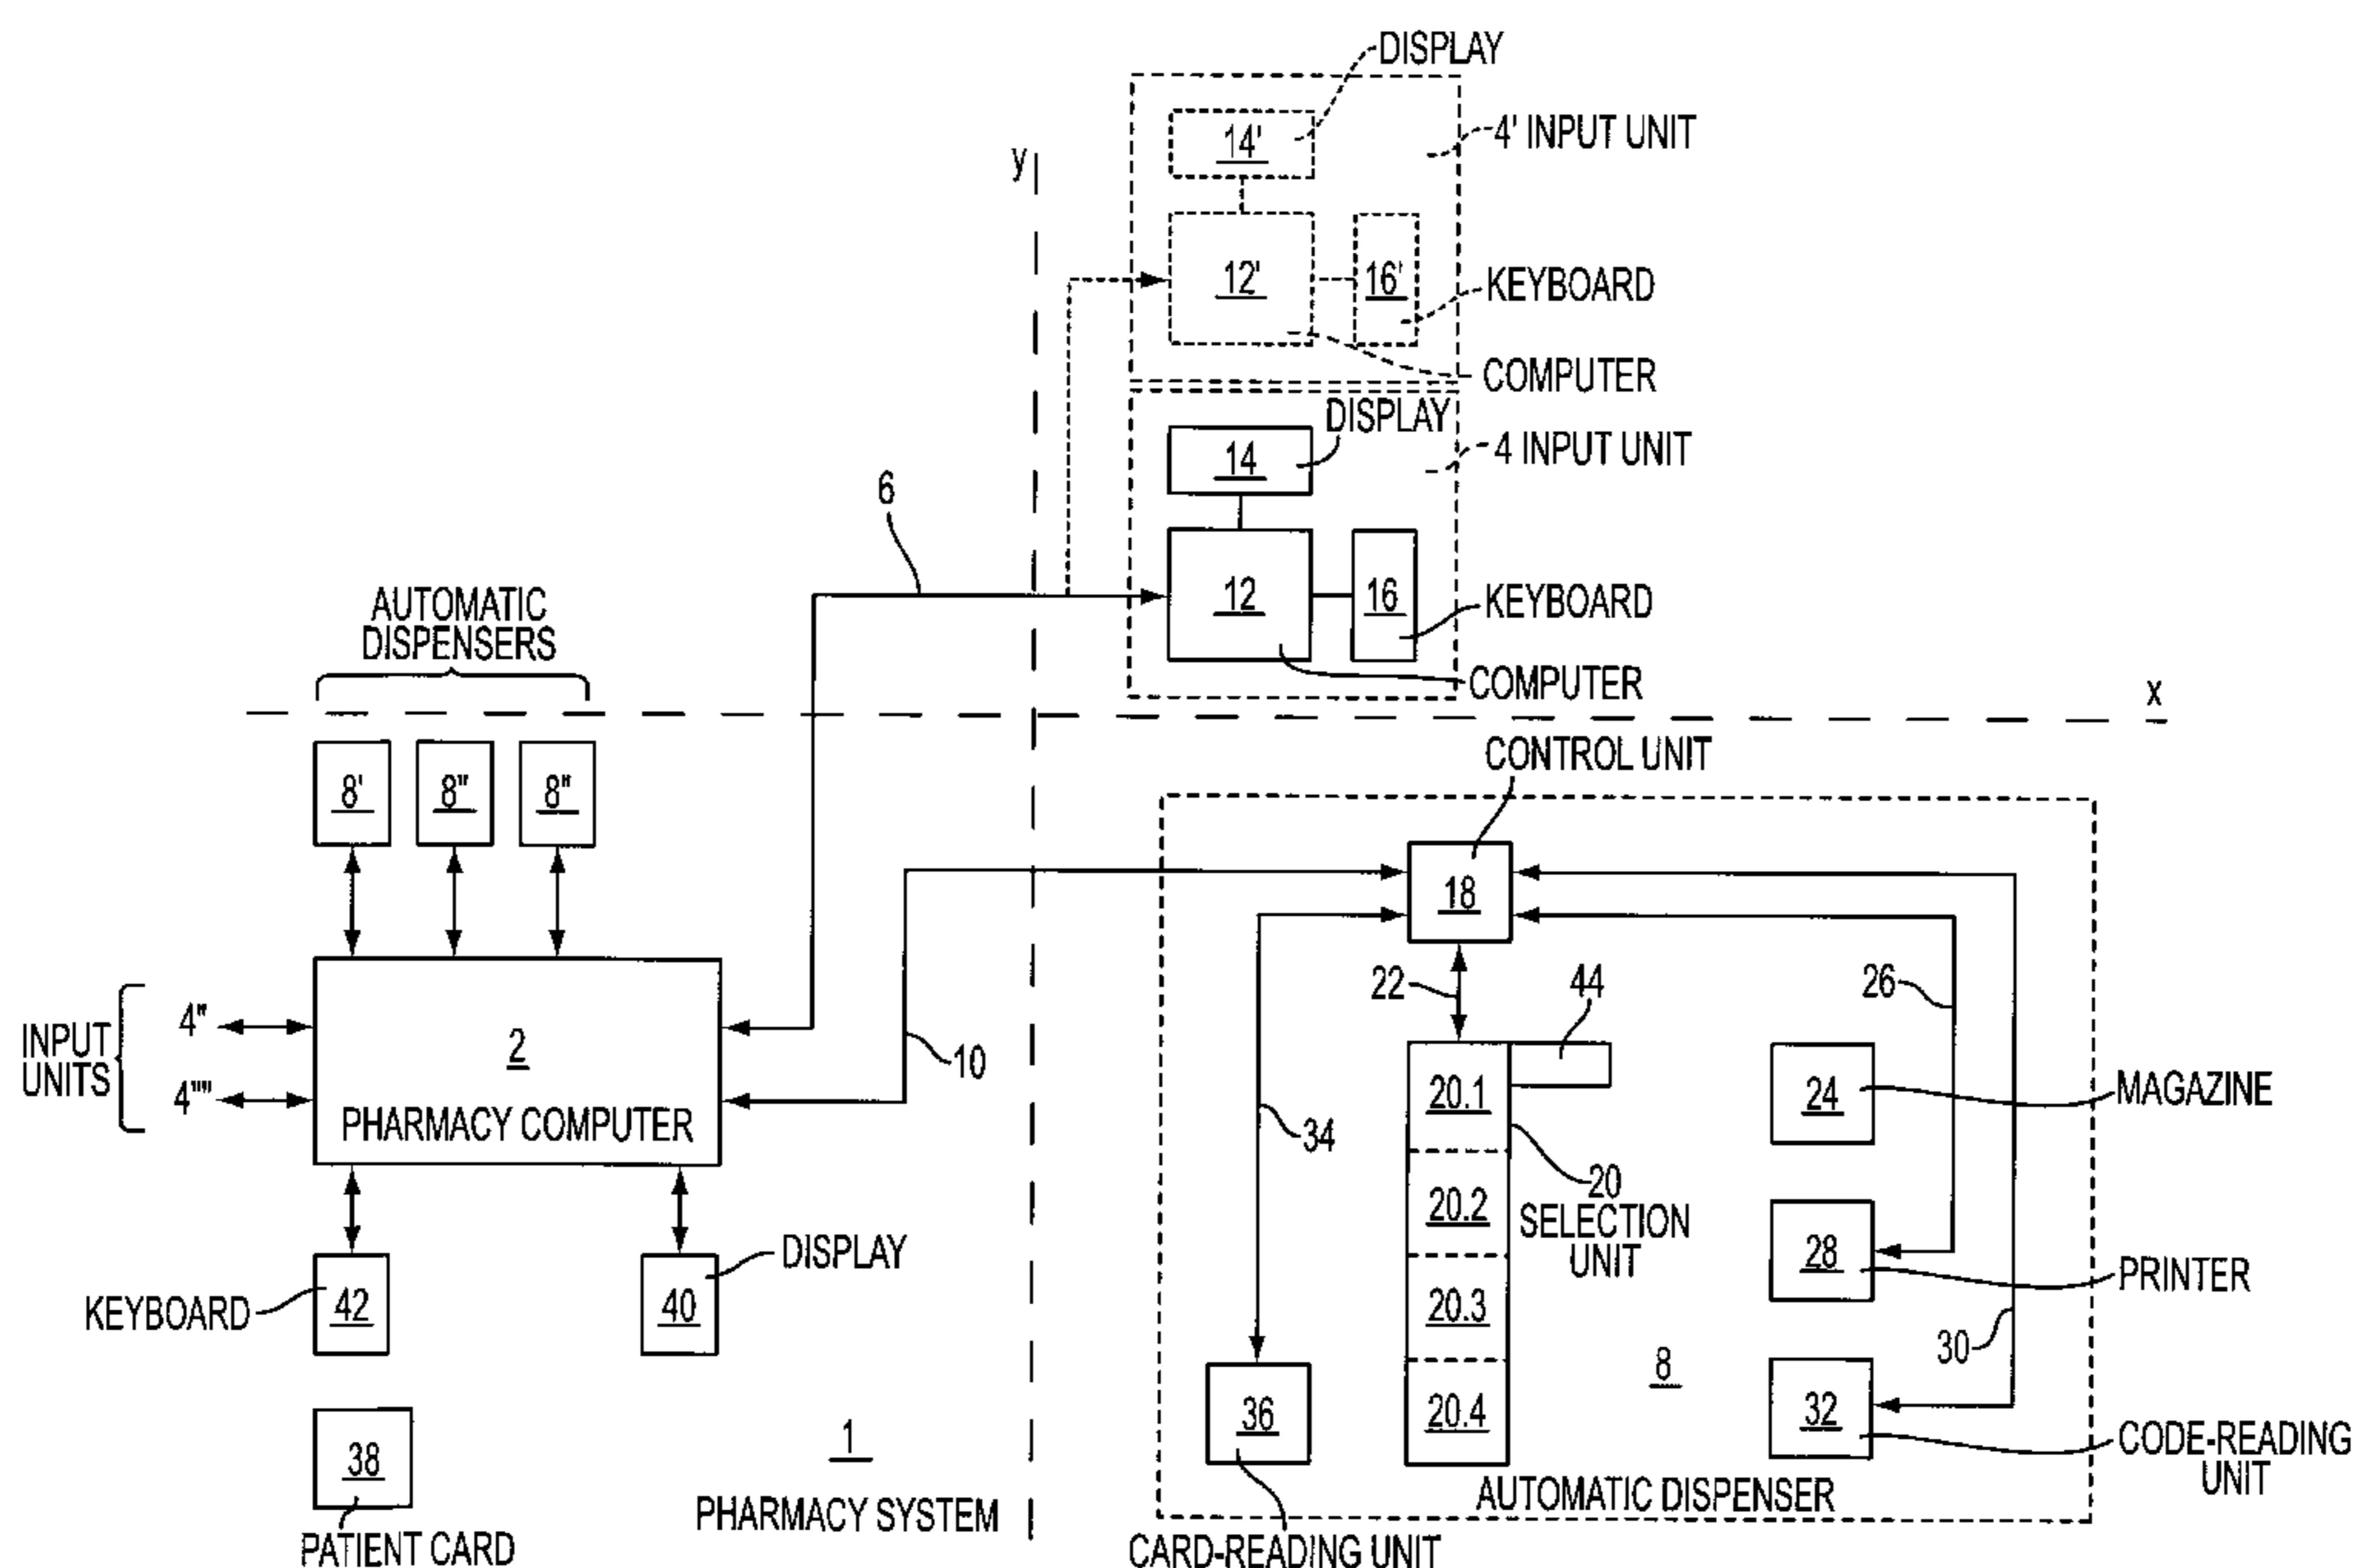 DISPLAY
14'
4' INPUT UNIT
y
12'
16'
KEYBOARD
COMPUTER
DISPLAY
14
4 INPUT UNIT
6
12
16
KEYBOARD
COMPUTER
AUTOMATIC
DISPENSERS
x
8'
8"
8"
CONTROL UNIT
18
22
44
26
INPUT
UNITS
4"
4""
2
PHARMACY COMPUTER
10
34
20.1
20.2
20.3
20.4
20
SELECTION
UNIT
24
MAGAZINE
28
PRINTER
30
8
32
CODE-READING
UNIT
36
KEYBOARD
42
40
DISPLAY
38
PATIENT CARD
1
PHARMACY SYSTEM
AUTOMATIC DISPENSER
CARD-READING UNIT